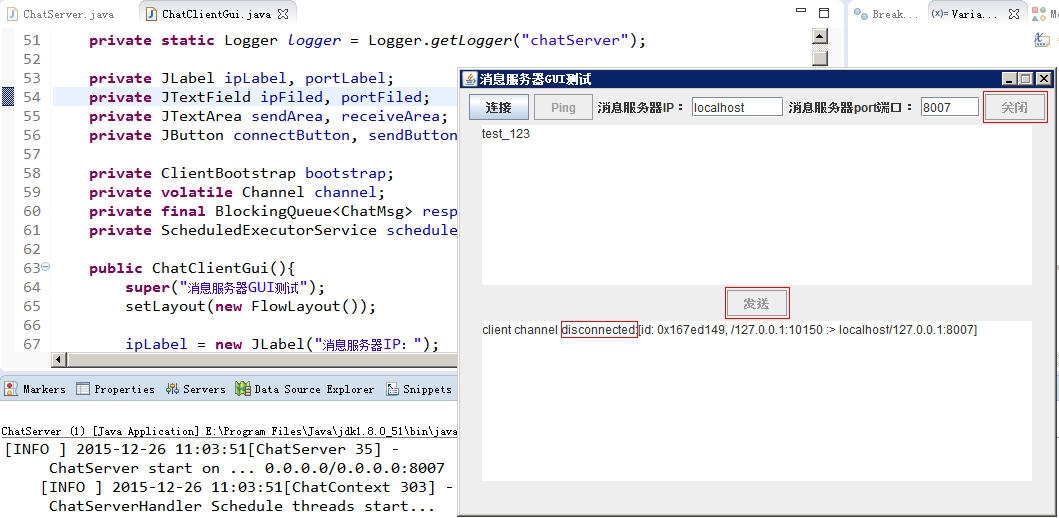 ChatServer.java
ChatClientGui.java
Break...
(x)= Varia...
51 private static Logger logger = Logger.getLogger("chatServer");
52
53 private JLabel ipLabel, portLabel;
54 private JTextField ipFiled, portFiled;
55 private JTextArea sendArea, receiveArea;
56 private JButton connectButton, sendButton
57
58 private ClientBootstrap bootstrap;
59 private volatile Channel channel;
60 private final BlockingQueue<ChatMsg> resp
61 private ScheduledExecutorService schedule
62
63 public ChatClientGui(){
64 super("消息服务器GUI测试");
65 setLayout(new FlowLayout());
66
67 ipLabel = new JLabel("消息服务器IP: ");
消息服务器GUI测试
连接 Ping 消息服务器IP： localhost 消息服务器port端口： 8007 关闭
test_123
发送
client channel disconnected:[id: 0x167ed149, /127.0.0.1:10150 :> localhost/127.0.0.1:8007]
Markers Properties Servers Data Source Explorer Snippets
ChatServer (1) [Java Application] E:\Program Files\Java\jdk1.8.0_51\bin\java
[INFO ] 2015-12-26 11:03:51[ChatServer 35] -
ChatServer start on ... 0.0.0.0/0.0.0.0:8007
[INFO ] 2015-12-26 11:03:51[ChatContext 303] -
ChatServerHandler Schedule threads start...